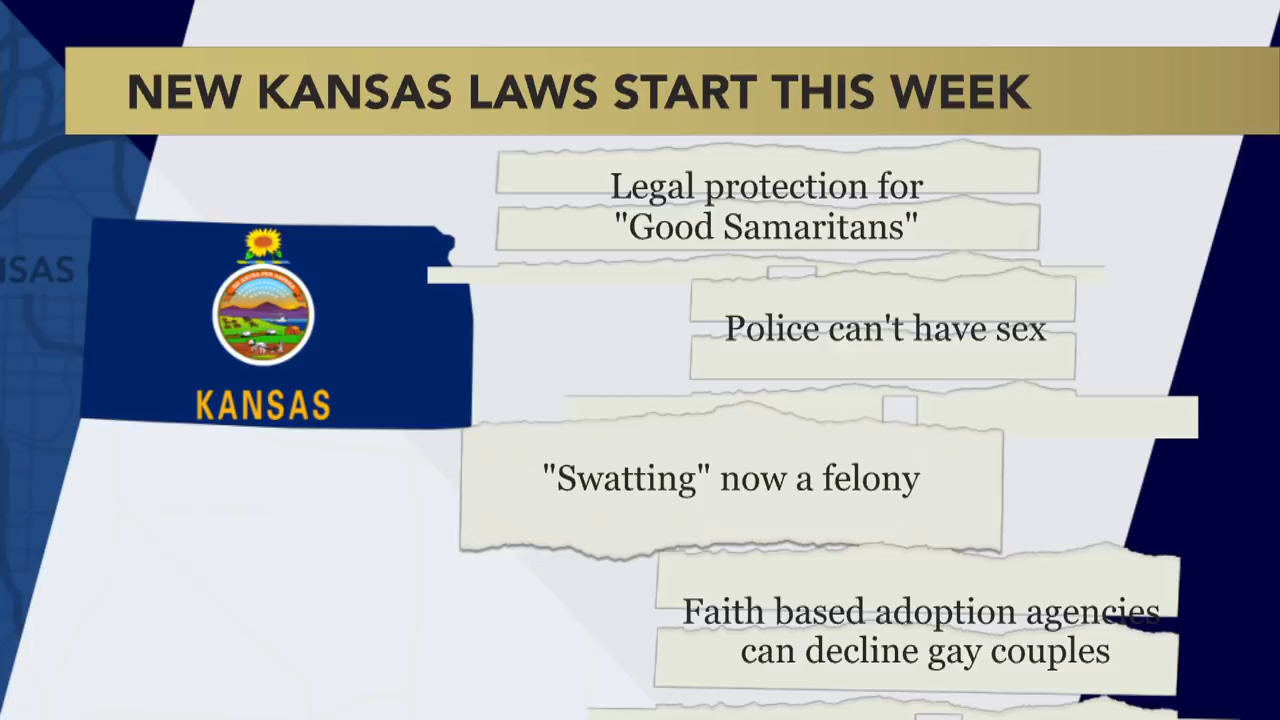 NEW KANSAS LAWS START THIS WEEK
Legal protection for
"Good Samaritans"
Police can't have sex
"Swatting" now a felony
Faith based adoption agencies
can decline gay couples
KANSAS